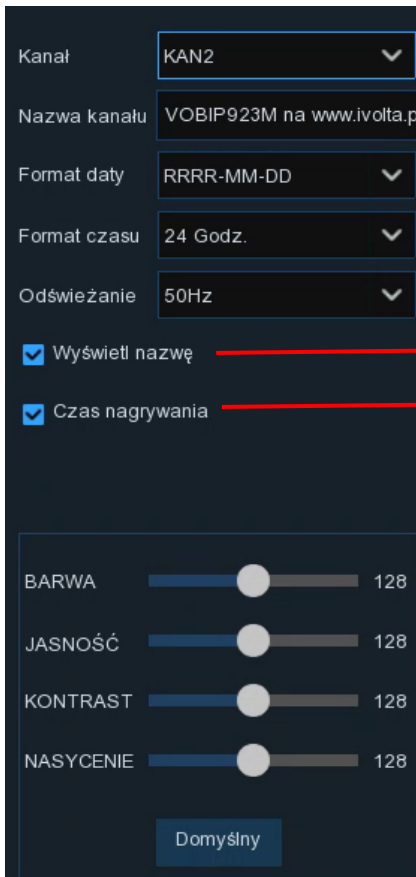 Kanał KAN2
Nazwa kanału VOBIP923M na www.ivolta.p
Format daty RRRR-MM-DD
Format czasu 24 Godz.
Odświeżanie 50Hz
Wyświetl nazwę
Czas nagrywania
BARWA 128
JASNOŚĆ 128
KONTRAST 128
NASYCENIE 128
Domyślny